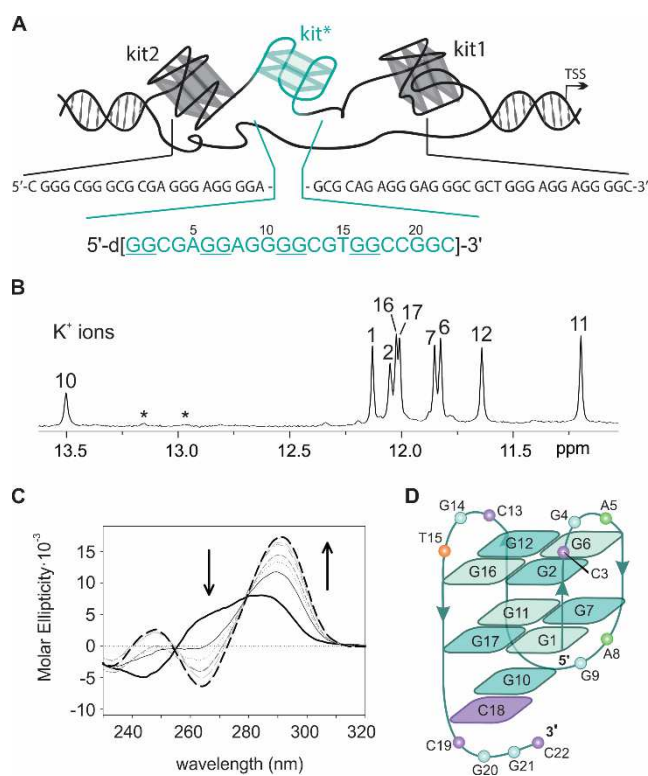 A
kit2
kit*
kit1
TSS
5'-C GGG CGG GCG CGA GGG AGG GGA - - GCG CAG AGG GAG GGC GCT GGG AGG AGG GGC-3'
5 10 15 20
5'-d[GGCGAGGAGGGGCGTGGCCGGC]-3'
B
K+ ions
10
*
*
1
2
16
17
7
6
12
11
13.5 13.0 12.5 12.0 11.5 ppm
C
Molar Ellipticity·10-3
15
10
5
0
-5
240 260 280 300 320
wavelength (nm)
D
G14
C13
G4
A5
T15
G12
G6
G16
G2
C3
G11
G7
G17
G1
A8
5'
G9
G10
C18
C19
3'
G20
G21
C22